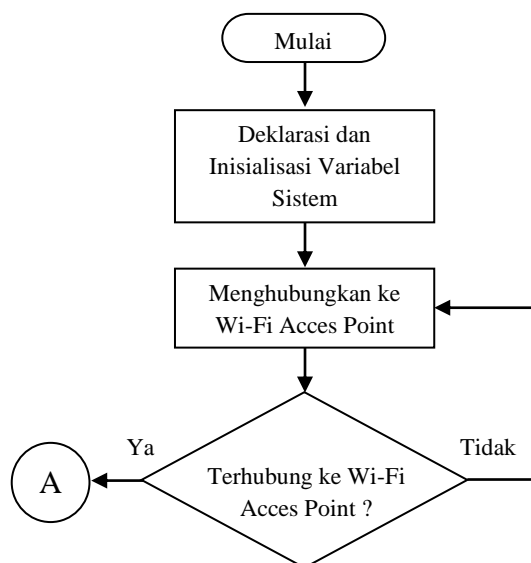 Mulai
Deklarasi dan
Inisialisasi Variabel
Sistem
Menghubungkan ke
Wi-Fi Acces Point
Ya
Tidak
A
Terhubung ke Wi-Fi
Acces Point ?